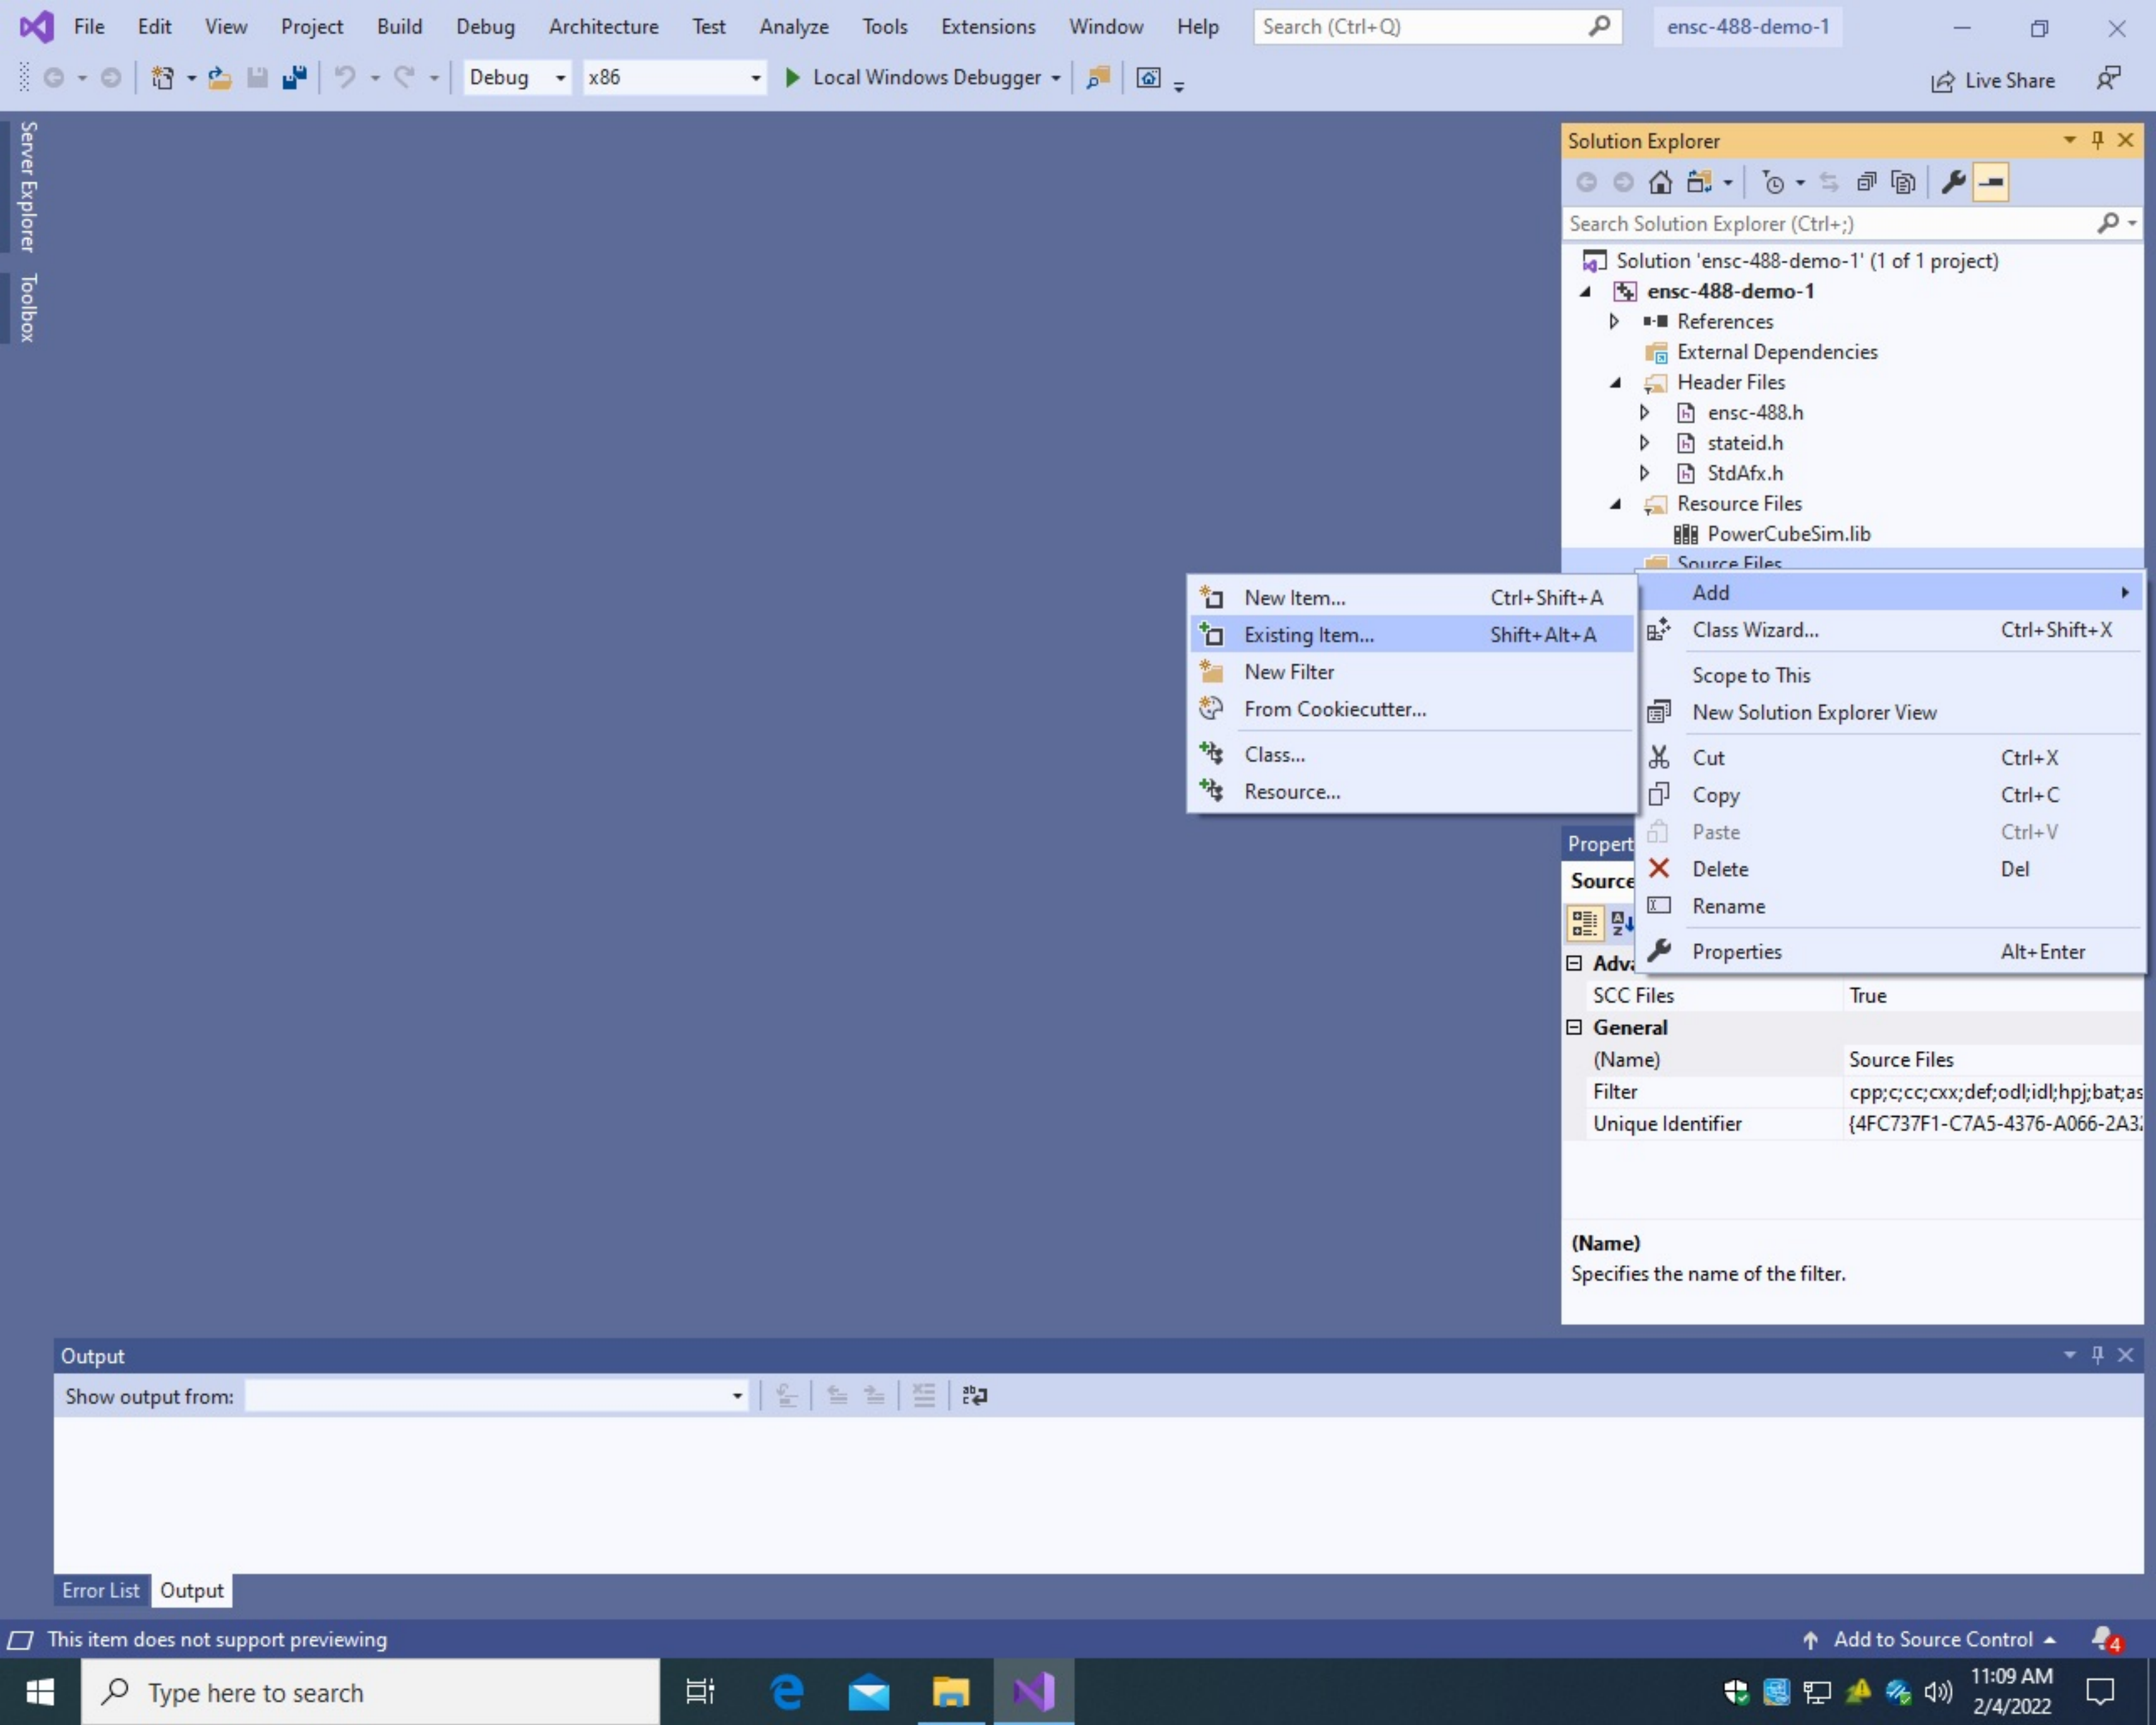 File Edit View Project Build Debug Architecture Test Analyze Tools Extensions Window Help Search (Ctrl+Q) ensc-488-demo-1
Debug x86 Local Windows Debugger Live Share
Server Explorer
Toolbox
Solution Explorer
Search Solution Explorer (Ctrl+;)
Solution 'ensc-488-demo-1' (1 of 1 project)
ensc-488-demo-1
References
External Dependencies
Header Files
ensc-488.h
stateid.h
StdAfx.h
Resource Files
PowerCubeSim.lib
Source Files
New Item... Ctrl+Shift+A
Existing Item... Shift+Alt+A
New Filter
From Cookiecutter...
Class...
Resource...
Add
Class Wizard... Ctrl+Shift+X
Scope to This
New Solution Explorer View
Cut Ctrl+X
Copy Ctrl+C
Paste Ctrl+V
Delete Del
Rename
Properties Alt+Enter
Propert
Source
Adva
SCC Files True
General
(Name) Source Files
Filter cpp;c;cc;cxx;def;odl;idl;hpj;bat;as
Unique Identifier {4FC737F1-C7A5-4376-A066-2A3
(Name)
Specifies the name of the filter.
Output
Show output from:
Error List Output
This item does not support previewing Add to Source Control 4
Type here to search 11:09 AM
2/4/2022